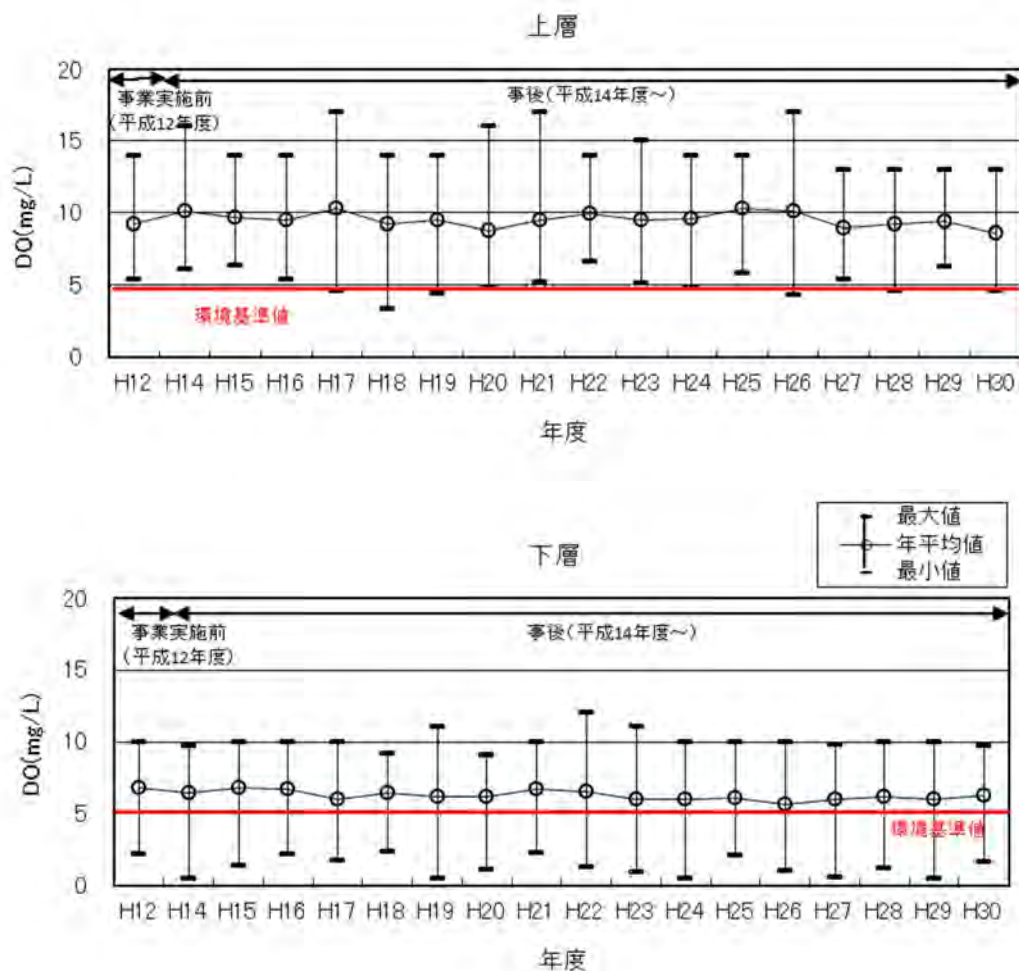 上層
20
15
10
5
0
DO(mg/L)
事業実施前
(平成12年度)
事後(平成14年度～)
環境基準値
H12 H14 H15 H16 H17 H18 H19 H20 H21 H22 H23 H24 H25 H26 H27 H28 H29 H30
年度
最大値
年平均値
最小値
下層
20
15
10
5
0
DO(mg/L)
事業実施前
(平成12年度)
事後(平成14年度～)
環境基準値
H12 H14 H15 H16 H17 H18 H19 H20 H21 H22 H23 H24 H25 H26 H27 H28 H29 H30
年度